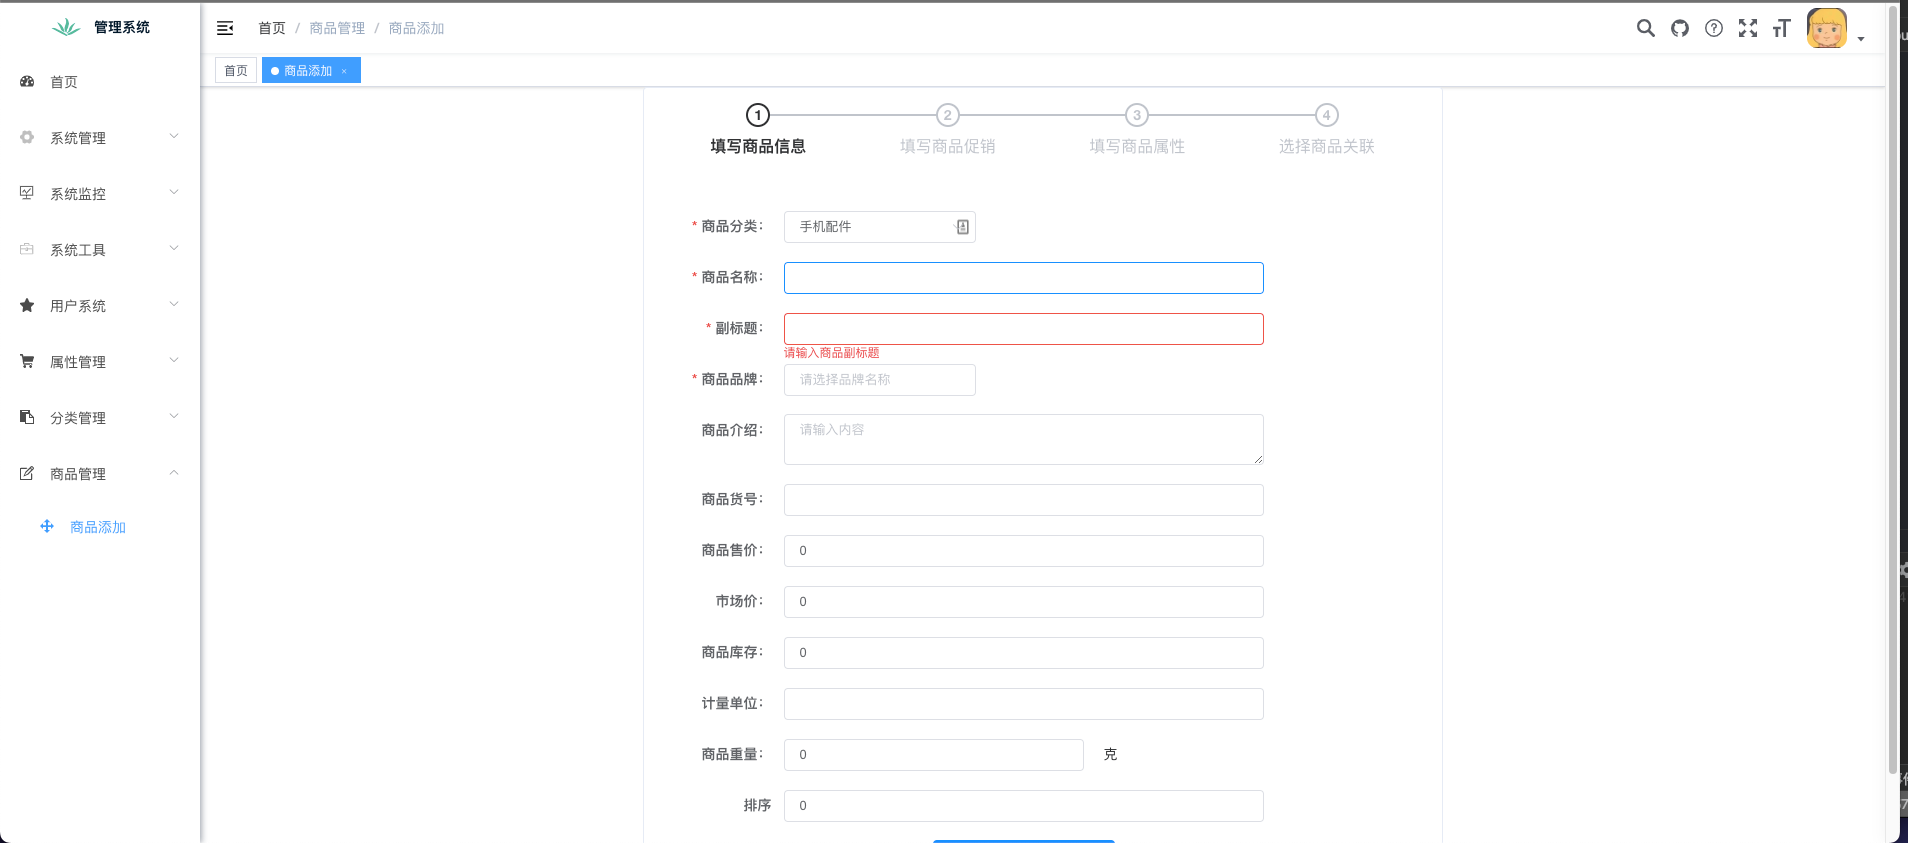 管理系统
首页 / 商品管理 / 商品添加
首页
商品添加 ×
首页
系统管理
系统监控
系统工具
用户系统
属性管理
分类管理
商品管理
商品添加
1
填写商品信息
2
填写商品促销
3
填写商品属性
4
选择商品关联
* 商品分类: 手机配件
* 商品名称:
* 副标题:
请输入商品副标题
* 商品品牌: 请选择品牌名称
商品介绍: 请输入内容
商品货号:
商品售价: 0
市场价: 0
商品库存: 0
计量单位:
商品重量: 0 克
排序 0